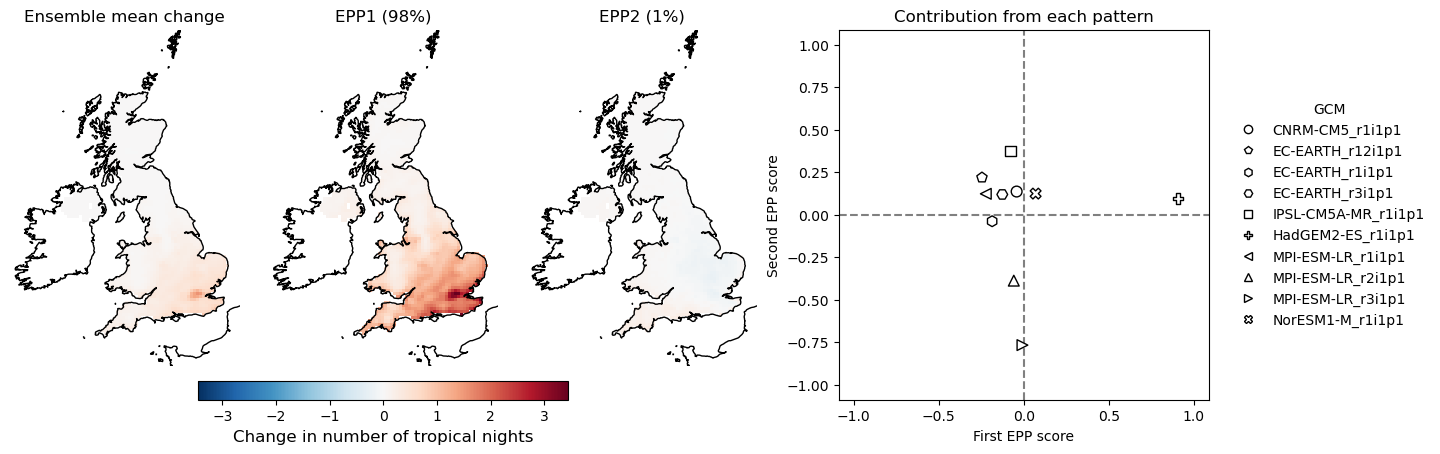 Ensemble mean change
EPP1 (98%)
EPP2 (1%)
Contribution from each pattern
−3
−2
−1
0
1
2
3
Change in number of tropical nights
Second EPP score
1.00
0.75
0.50
0.25
0.00
−0.25
−0.50
−0.75
−1.00
−1.0
−0.5
0.0
0.5
1.0
First EPP score
GCM
CNRM-CM5_r1i1p1
EC-EARTH_r12i1p1
EC-EARTH_r1i1p1
EC-EARTH_r3i1p1
IPSL-CM5A-MR_r1i1p1
HadGEM2-ES_r1i1p1
MPI-ESM-LR_r1i1p1
MPI-ESM-LR_r2i1p1
MPI-ESM-LR_r3i1p1
NorESM1-M_r1i1p1